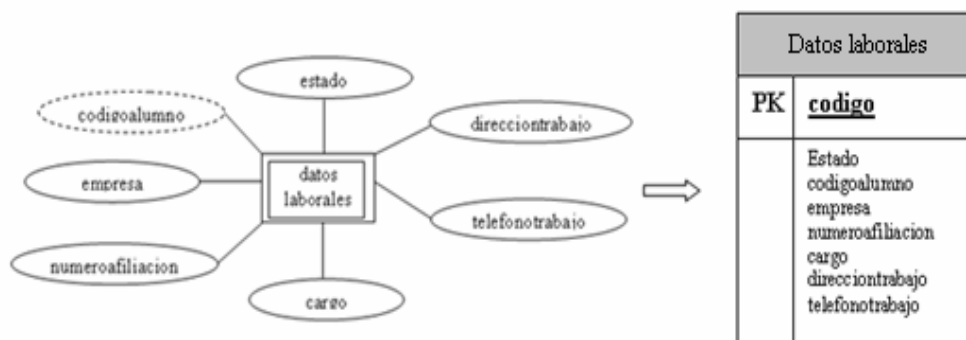 estado
codigoalumno
direcciontrabajo
empresa
datos
laborales
telefonotrabajo
numeroafiliacion
cargo
Datos laborales
PK codigo
Estado
codigoalumno
empresa
numeroafiliacion
cargo
direcciontrabajo
telefonotrabajo